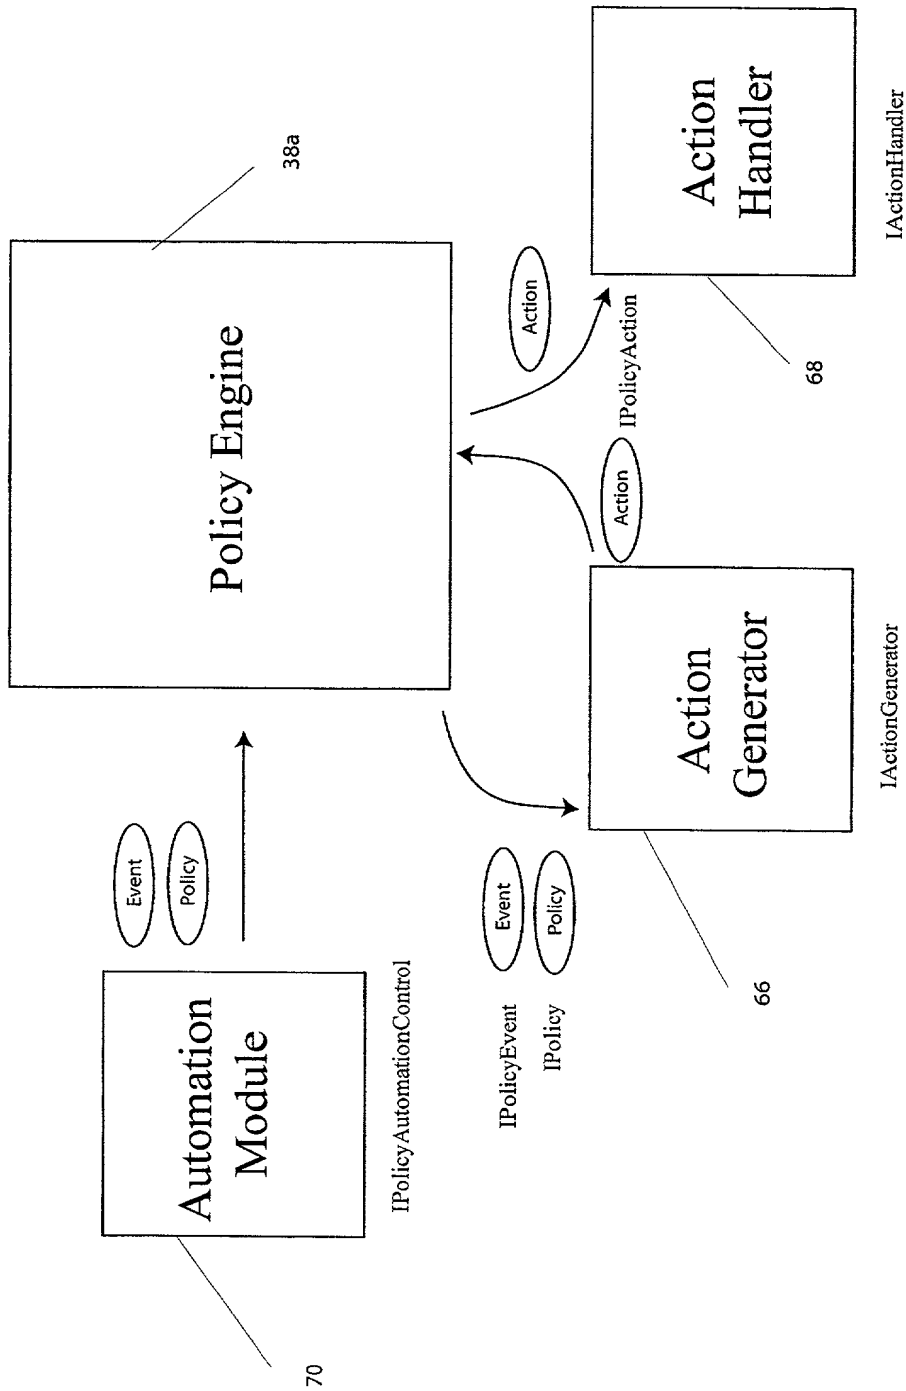 38a
Policy Engine
Event
Policy
Automation
Module
IPolicyAutomationControl
70
Event
Policy
IPolicyEvent
IPolicy
Action
Action
IPolicyAction
Action
Generator
IActionGenerator
66
Action
Handler
IActionHandler
68